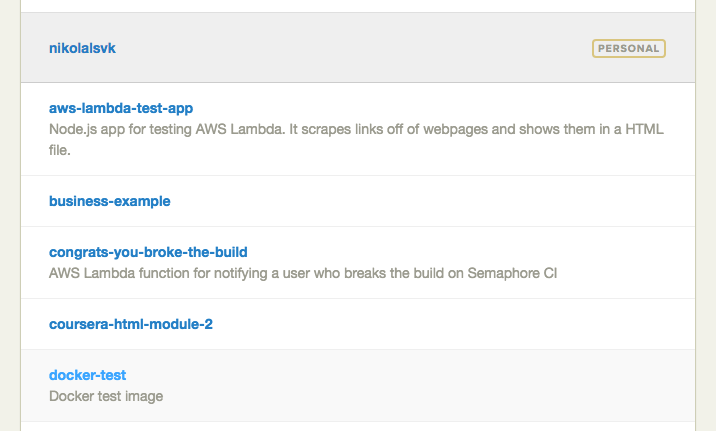 nikolalsvk
PERSONAL
aws-lambda-test-app
Node.js app for testing AWS Lambda. It scrapes links off of webpages and shows them in a HTML
file.
business-example
congrats-you-broke-the-build
AWS Lambda function for notifying a user who breaks the build on Semaphore CI
coursera-html-module-2
docker-test
Docker test image